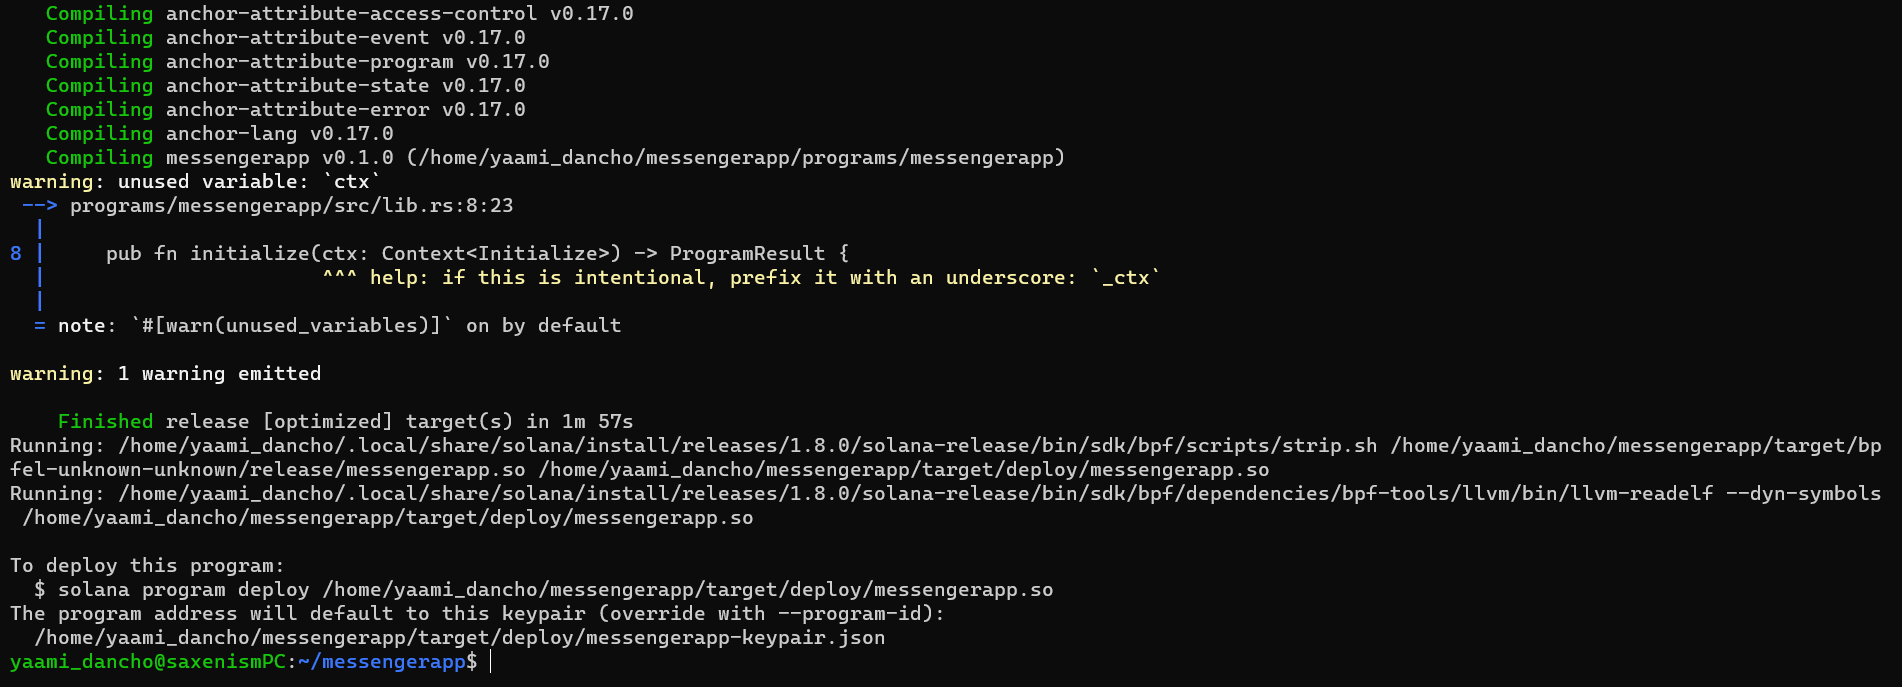 Compiling anchor-attribute-access-control v0.17.0
Compiling anchor-attribute-event v0.17.0
Compiling anchor-attribute-program v0.17.0
Compiling anchor-attribute-state v0.17.0
Compiling anchor-attribute-error v0.17.0
Compiling anchor-lang v0.17.0
Compiling messengerapp v0.1.0 (/home/yaami_dancho/messengerapp/programs/messengerapp)
warning: unused variable: `ctx`
 --> programs/messengerapp/src/lib.rs:8:23
  |
8 |     pub fn initialize(ctx: Context<Initialize>) -> ProgramResult {
  |                       ^^^ help: if this is intentional, prefix it with an underscore: `_ctx`
  |
  = note: `#[warn(unused_variables)]` on by default

warning: 1 warning emitted

    Finished release [optimized] target(s) in 1m 57s
Running: /home/yaami_dancho/.local/share/solana/install/releases/1.8.0/solana-release/bin/sdk/bpf/scripts/strip.sh /home/yaami_dancho/messengerapp/target/bp
fel-unknown-unknown/release/messengerapp.so /home/yaami_dancho/messengerapp/target/deploy/messengerapp.so
Running: /home/yaami_dancho/.local/share/solana/install/releases/1.8.0/solana-release/bin/sdk/bpf/dependencies/bpf-tools/llvm/bin/llvm-readelf --dyn-symbols
 /home/yaami_dancho/messengerapp/target/deploy/messengerapp.so

To deploy this program:
  $ solana program deploy /home/yaami_dancho/messengerapp/target/deploy/messengerapp.so
The program address will default to this keypair (override with --program-id):
  /home/yaami_dancho/messengerapp/target/deploy/messengerapp-keypair.json
yaami_dancho@saxenismPC:~/messengerapp$